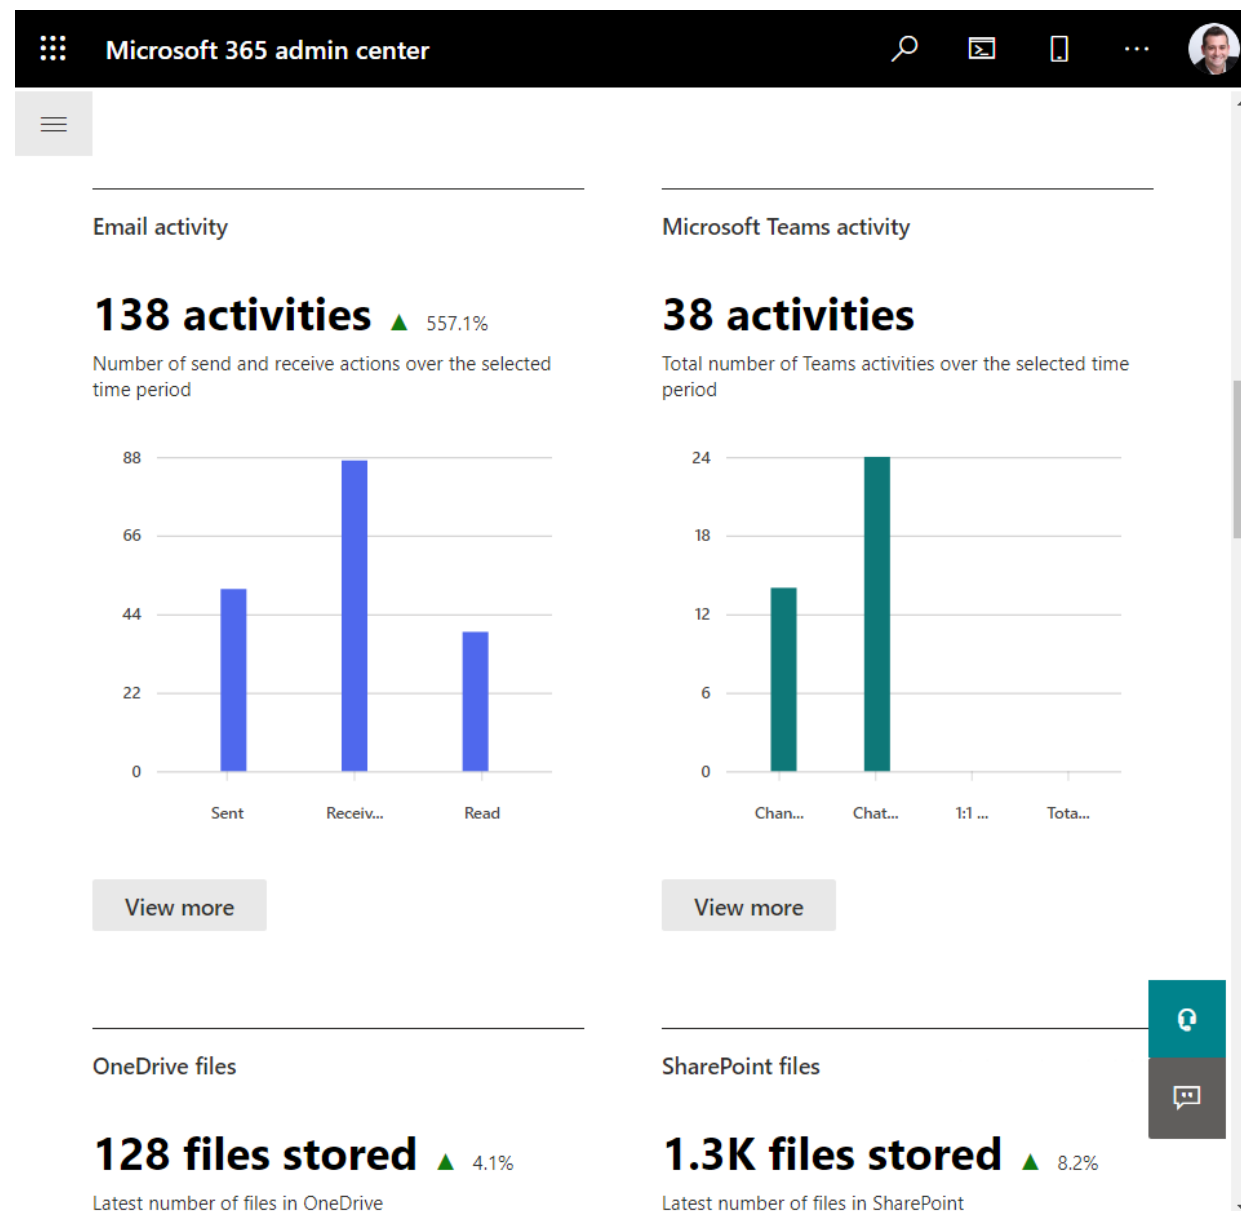 Microsoft 365 admin center
Email activity
138 activities ▲ 557.1%
Number of send and receive actions over the selected
time period
88
66
44
22
0
Sent Receiv... Read
View more
Microsoft Teams activity
38 activities
Total number of Teams activities over the selected time
period
24
18
12
6
0
Chan... Chat... 1:1 ... Tota...
View more
OneDrive files
128 files stored ▲ 4.1%
Latest number of files in OneDrive
SharePoint files
1.3K files stored ▲ 8.2%
Latest number of files in SharePoint